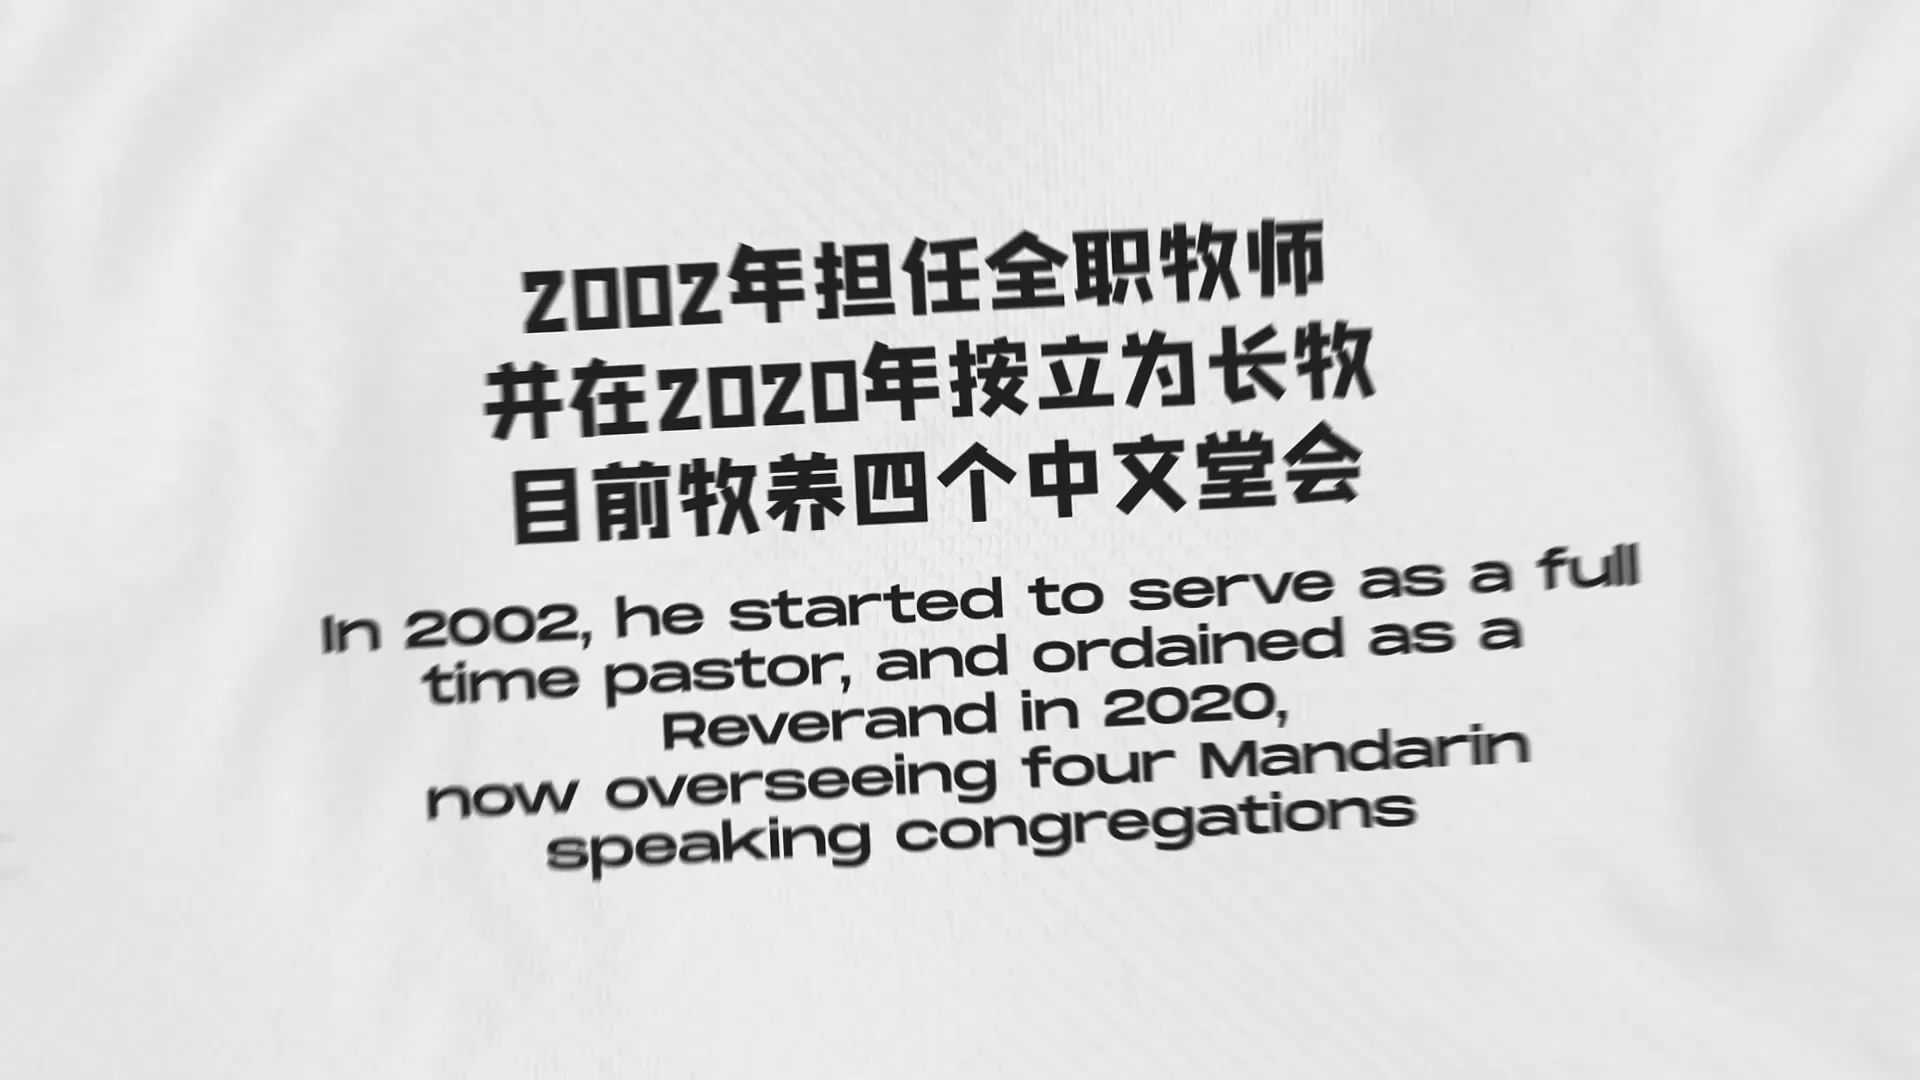 2002年担任全职牧师
并在2020年按立为长牧
目前牧养四个中文堂会
In 2002, he started to serve as a full
time pastor, and ordained as a
Reverand in 2020,
now overseeing four Mandarin
speaking congregations